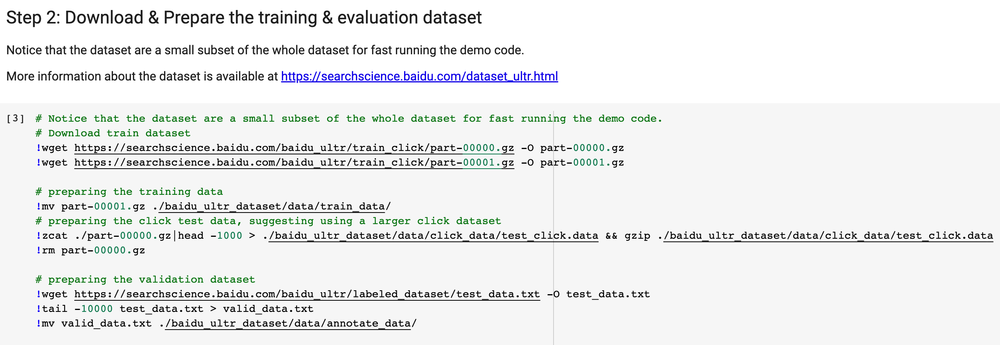 Step 2: Download & Prepare the training & evaluation dataset
Notice that the dataset are a small subset of the whole dataset for fast running the demo code.
More information about the dataset is available at https://searchscience.baidu.com/dataset_ultr.html
[3] # Notice that the dataset are a small subset of the whole dataset for fast running the demo code.
# Download train dataset
!wget https://searchscience.baidu.com/baidu_ultr/train_click/part-00000.gz -O part-00000.gz
!wget https://searchscience.baidu.com/baidu_ultr/train_click/part-00001.gz -O part-00001.gz
# preparing the training data
!mv part-00001.gz ./baidu_ultr_dataset/data/train_data/
# preparing the click test data, suggesting using a larger click dataset
!zcat ./part-00000.gz|head -1000 > ./baidu_ultr_dataset/data/click_data/test_click.data && gzip ./baidu_ultr_dataset/data/click_data/test_click.data
!rm part-00000.gz
# preparing the validation dataset
!wget https://searchscience.baidu.com/baidu_ultr/labeled_dataset/test_data.txt -O test_data.txt
!tail -10000 test_data.txt > valid_data.txt
!mv valid_data.txt ./baidu_ultr_dataset/data/annotate_data/